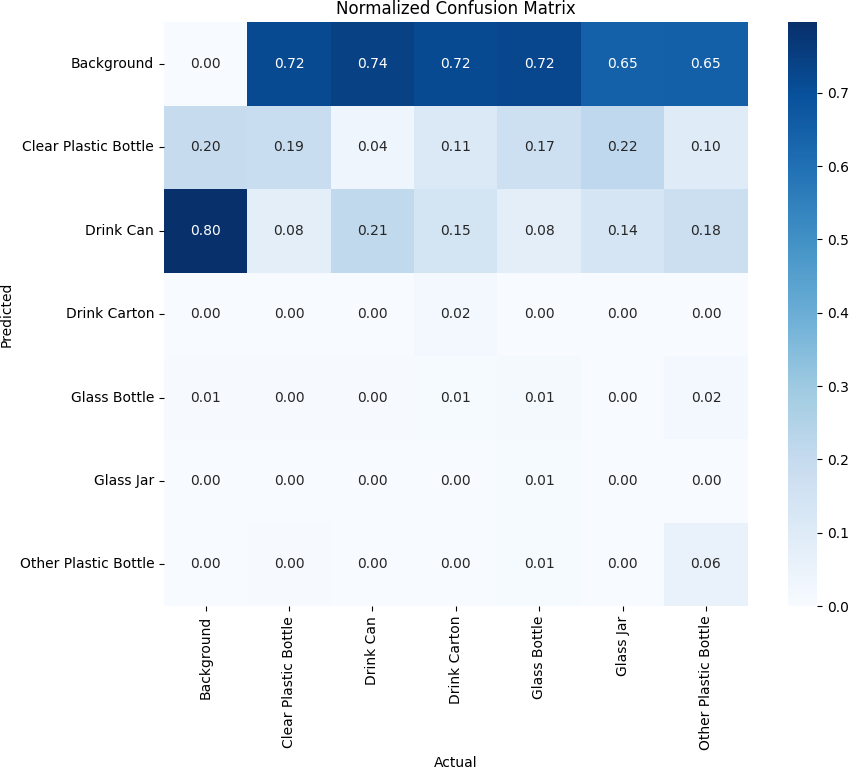 Normalized Confusion Matrix
Background 0.00 0.72 0.74 0.72 0.72 0.65 0.65
Clear Plastic Bottle 0.20 0.19 0.04 0.11 0.17 0.22 0.10
Drink Can 0.80 0.08 0.21 0.15 0.08 0.14 0.18
Drink Carton 0.00 0.00 0.00 0.02 0.00 0.00 0.00
Glass Bottle 0.01 0.00 0.00 0.01 0.01 0.00 0.02
Glass Jar 0.00 0.00 0.00 0.00 0.01 0.00 0.00
Other Plastic Bottle 0.00 0.00 0.00 0.00 0.01 0.00 0.06
Predicted
Background
Clear Plastic Bottle
Drink Can
Drink Carton
Glass Bottle
Glass Jar
Other Plastic Bottle
Actual
0.7
0.6
0.5
0.4
0.3
0.2
0.1
0.0